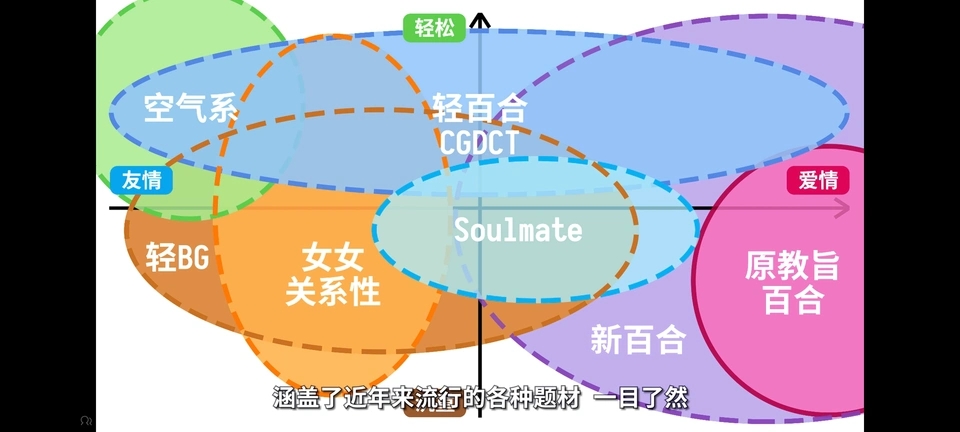 轻松
空气系
轻百合
CGDCT
友情
爱情
Soulmate
轻BG
女女
关系性
原教旨
百合
新百合
涵盖了近年来流行的各种题材 一目了然